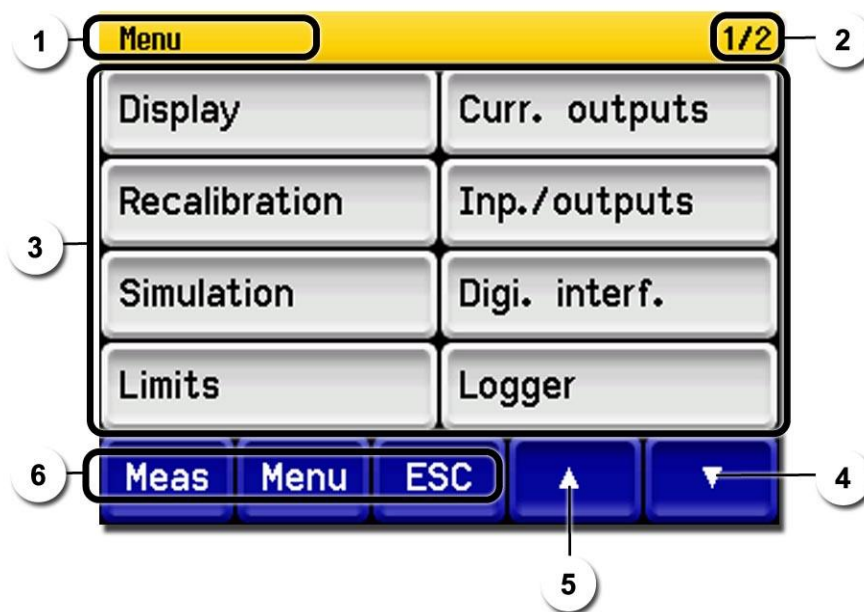 1 Menu 1/2 2
Display Curr. outputs
Recalibration Inp./outputs
3
Simulation Digi. interf.
Limits Logger
6 Meas Menu ESC ▲ ▼ 4
5